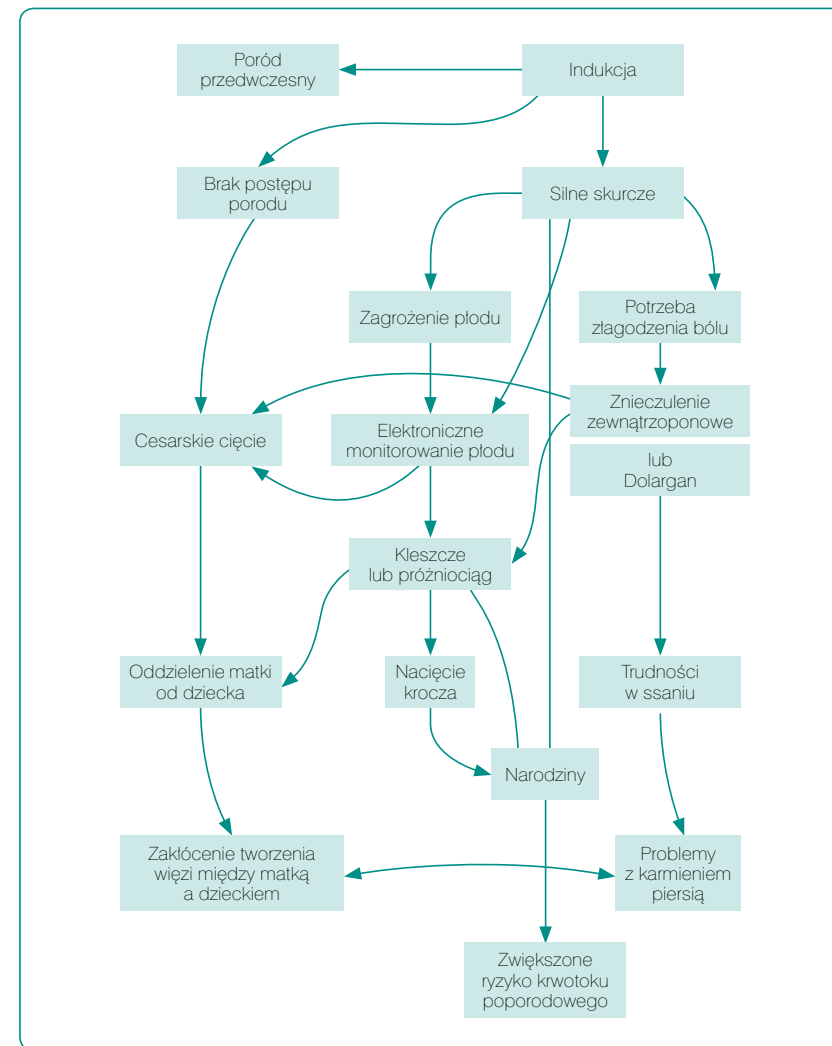 Poród
przedwczesny
Indukcja
Brak postępu
porodu
Silne skurcze
Zagrożenie płodu
Potrzeba
złagodzenia bólu
Cesarskie cięcie
Elektroniczne
monitorowanie płodu
Znieczulenie
zewnątrzoponowe
lub
Dolargan
Kleszcze
lub próżniociąg
Oddzielenie matki
od dziecka
Nacięcie
krocza
Trudności
w ssaniu
Narodziny
Zakłócenie tworzenia
więzi między matką
a dzieckiem
Problemy
z karmieniem
piersią
Zwiększone
ryzyko krwotoku
poporodowego